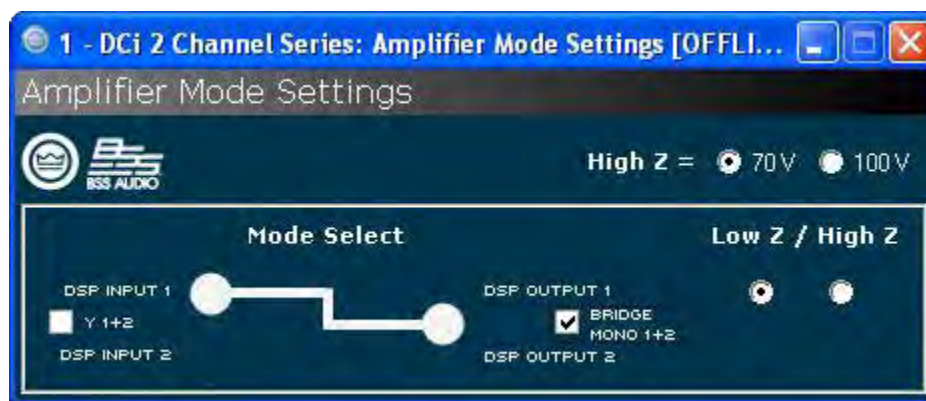 1 - DCi 2 Channel Series: Amplifier Mode Settings [OFFLI...
Amplifier Mode Settings
BSS
BSS AUDIO
High Z = 70V 100V
Mode Select
Low Z / High Z
DSP INPUT 1
Y 1+2
DSP INPUT 2
DSP OUTPUT 1
BRIDGE
MONO 1+2
DSP OUTPUT 2